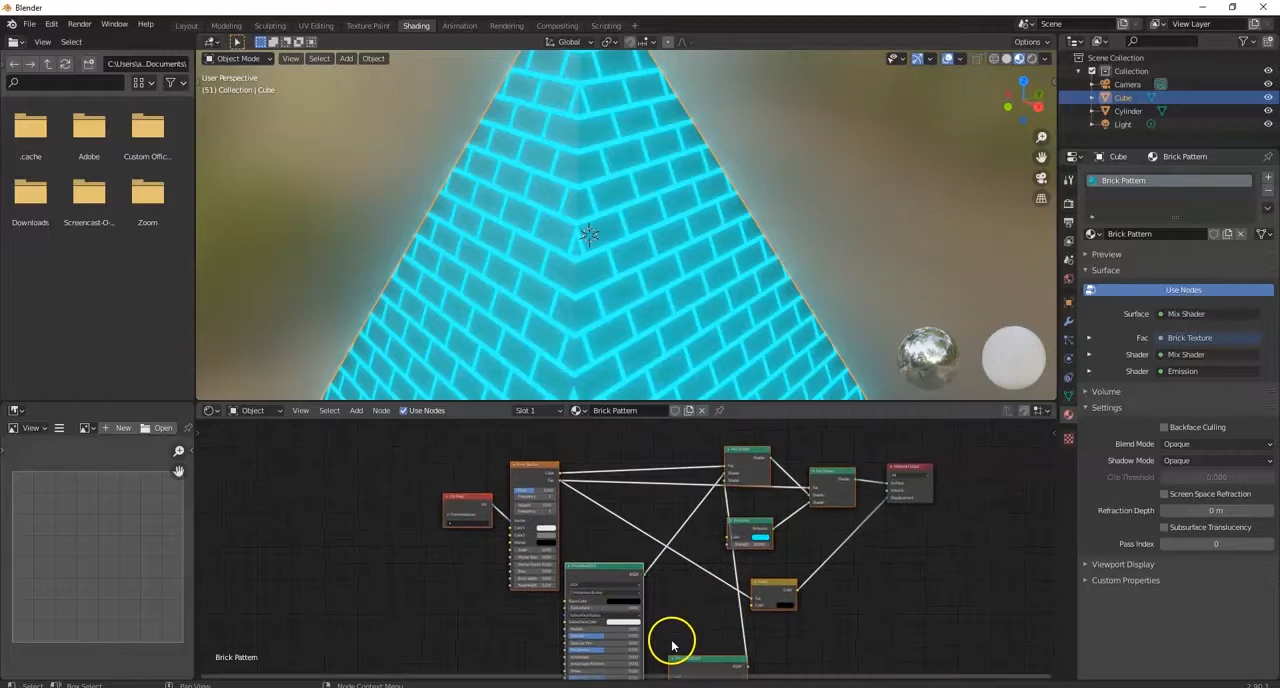 Blender
File Edit Render Window Help Layout Modeling Sculpting UV Editing Texture Paint Shading Animation Rendering Compositing Scripting + Scene View Layer
View Select Global Options
C:\Users\a...Documents\ Object Mode View Select Add Object
User Perspective
(51) Collection | Cube
.cache Adobe Custom Offic...
Downloads Screencast-O-... Zoom
Scene Collection
Collection
Camera
Cube
Cylinder
Light
Cube Brick Pattern
Brick Pattern
Brick Pattern
Preview
Surface
Use Nodes
Surface Mix Shader
Fac Brick Texture
Shader Mix Shader
Shader Emission
Volume
Settings
Backface Culling
Blend Mode Opaque
Shadow Mode Opaque
Clip Threshold 0.000
Screen Space Refraction
Refraction Depth 0 m
Subsurface Translucency
Pass Index 0
Viewport Display
Custom Properties
View New Open
Object View Select Add Node Use Nodes Slot 1 Brick Pattern
Brick Pattern
Select Box Select Pan View Node Context Menu 2.90.1